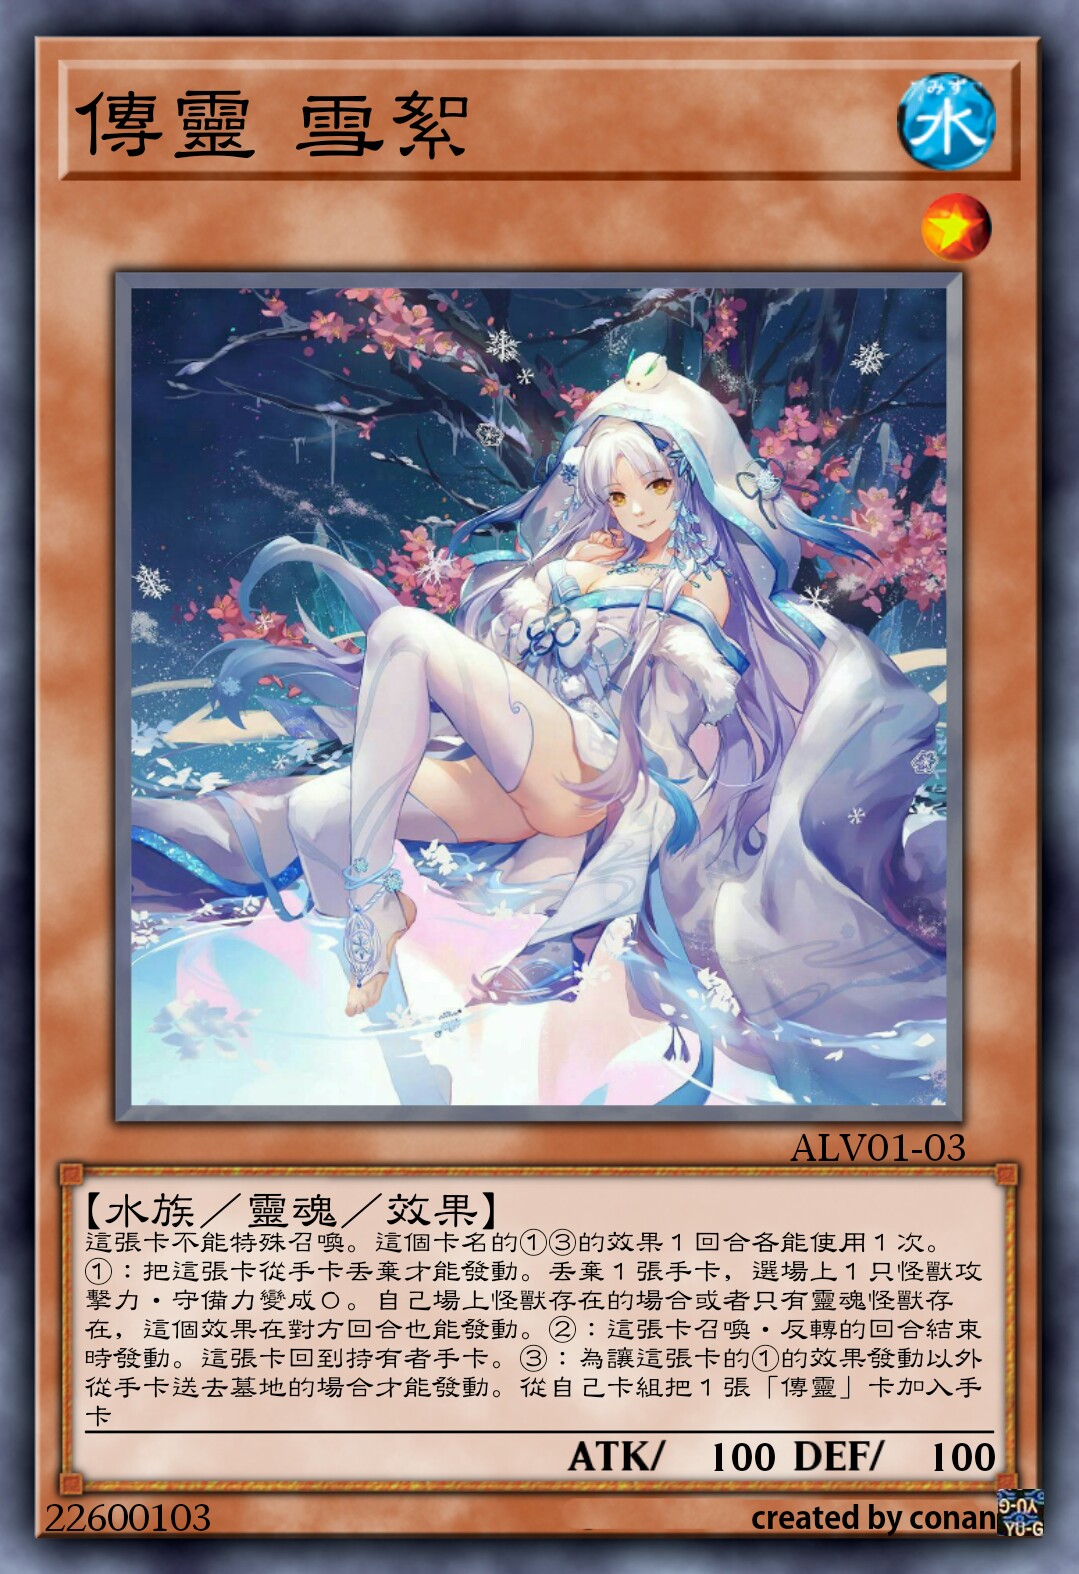 傳靈 雪絮
みず
水
ALV01-03
【水族／靈魂／效果】
這張卡不能特殊召喚。這個卡名的①③的效果1回合各能使用1次。
①：把這張卡從手卡丟棄才能發動。丟棄1張手卡，選場上1只怪獸攻
擊力・守備力變成0。自己場上怪獸存在的場合或者只有靈魂怪獸存
在，這個效果在對方回合也能發動。②：這張卡召喚・反轉的回合結束
時發動。這張卡回到持有者手卡。③：為讓這張卡的①的效果發動以外
從手卡送去墓地的場合才能發動。從自己卡組把1張「傳靈」卡加入手
卡
ATK/ 100 DEF/ 100
22600103
created by conan
YU-G